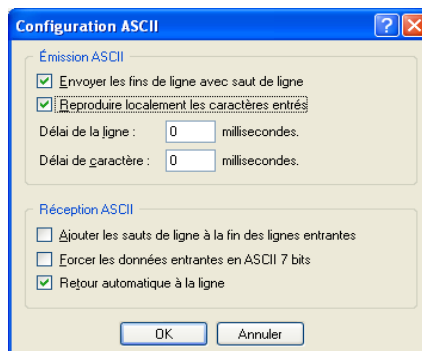 Configuration ASCII
Émission ASCII
Envoyer les fins de ligne avec saut de ligne
Reproduire localement les caractères entrés
Délai de la ligne : 0 millisecondes.
Délai de caractère : 0 millisecondes.
Réception ASCII
Ajouter les sauts de ligne à la fin des lignes entrantes
Forcer les données entrantes en ASCII 7 bits
Retour automatique à la ligne
OK Annuler